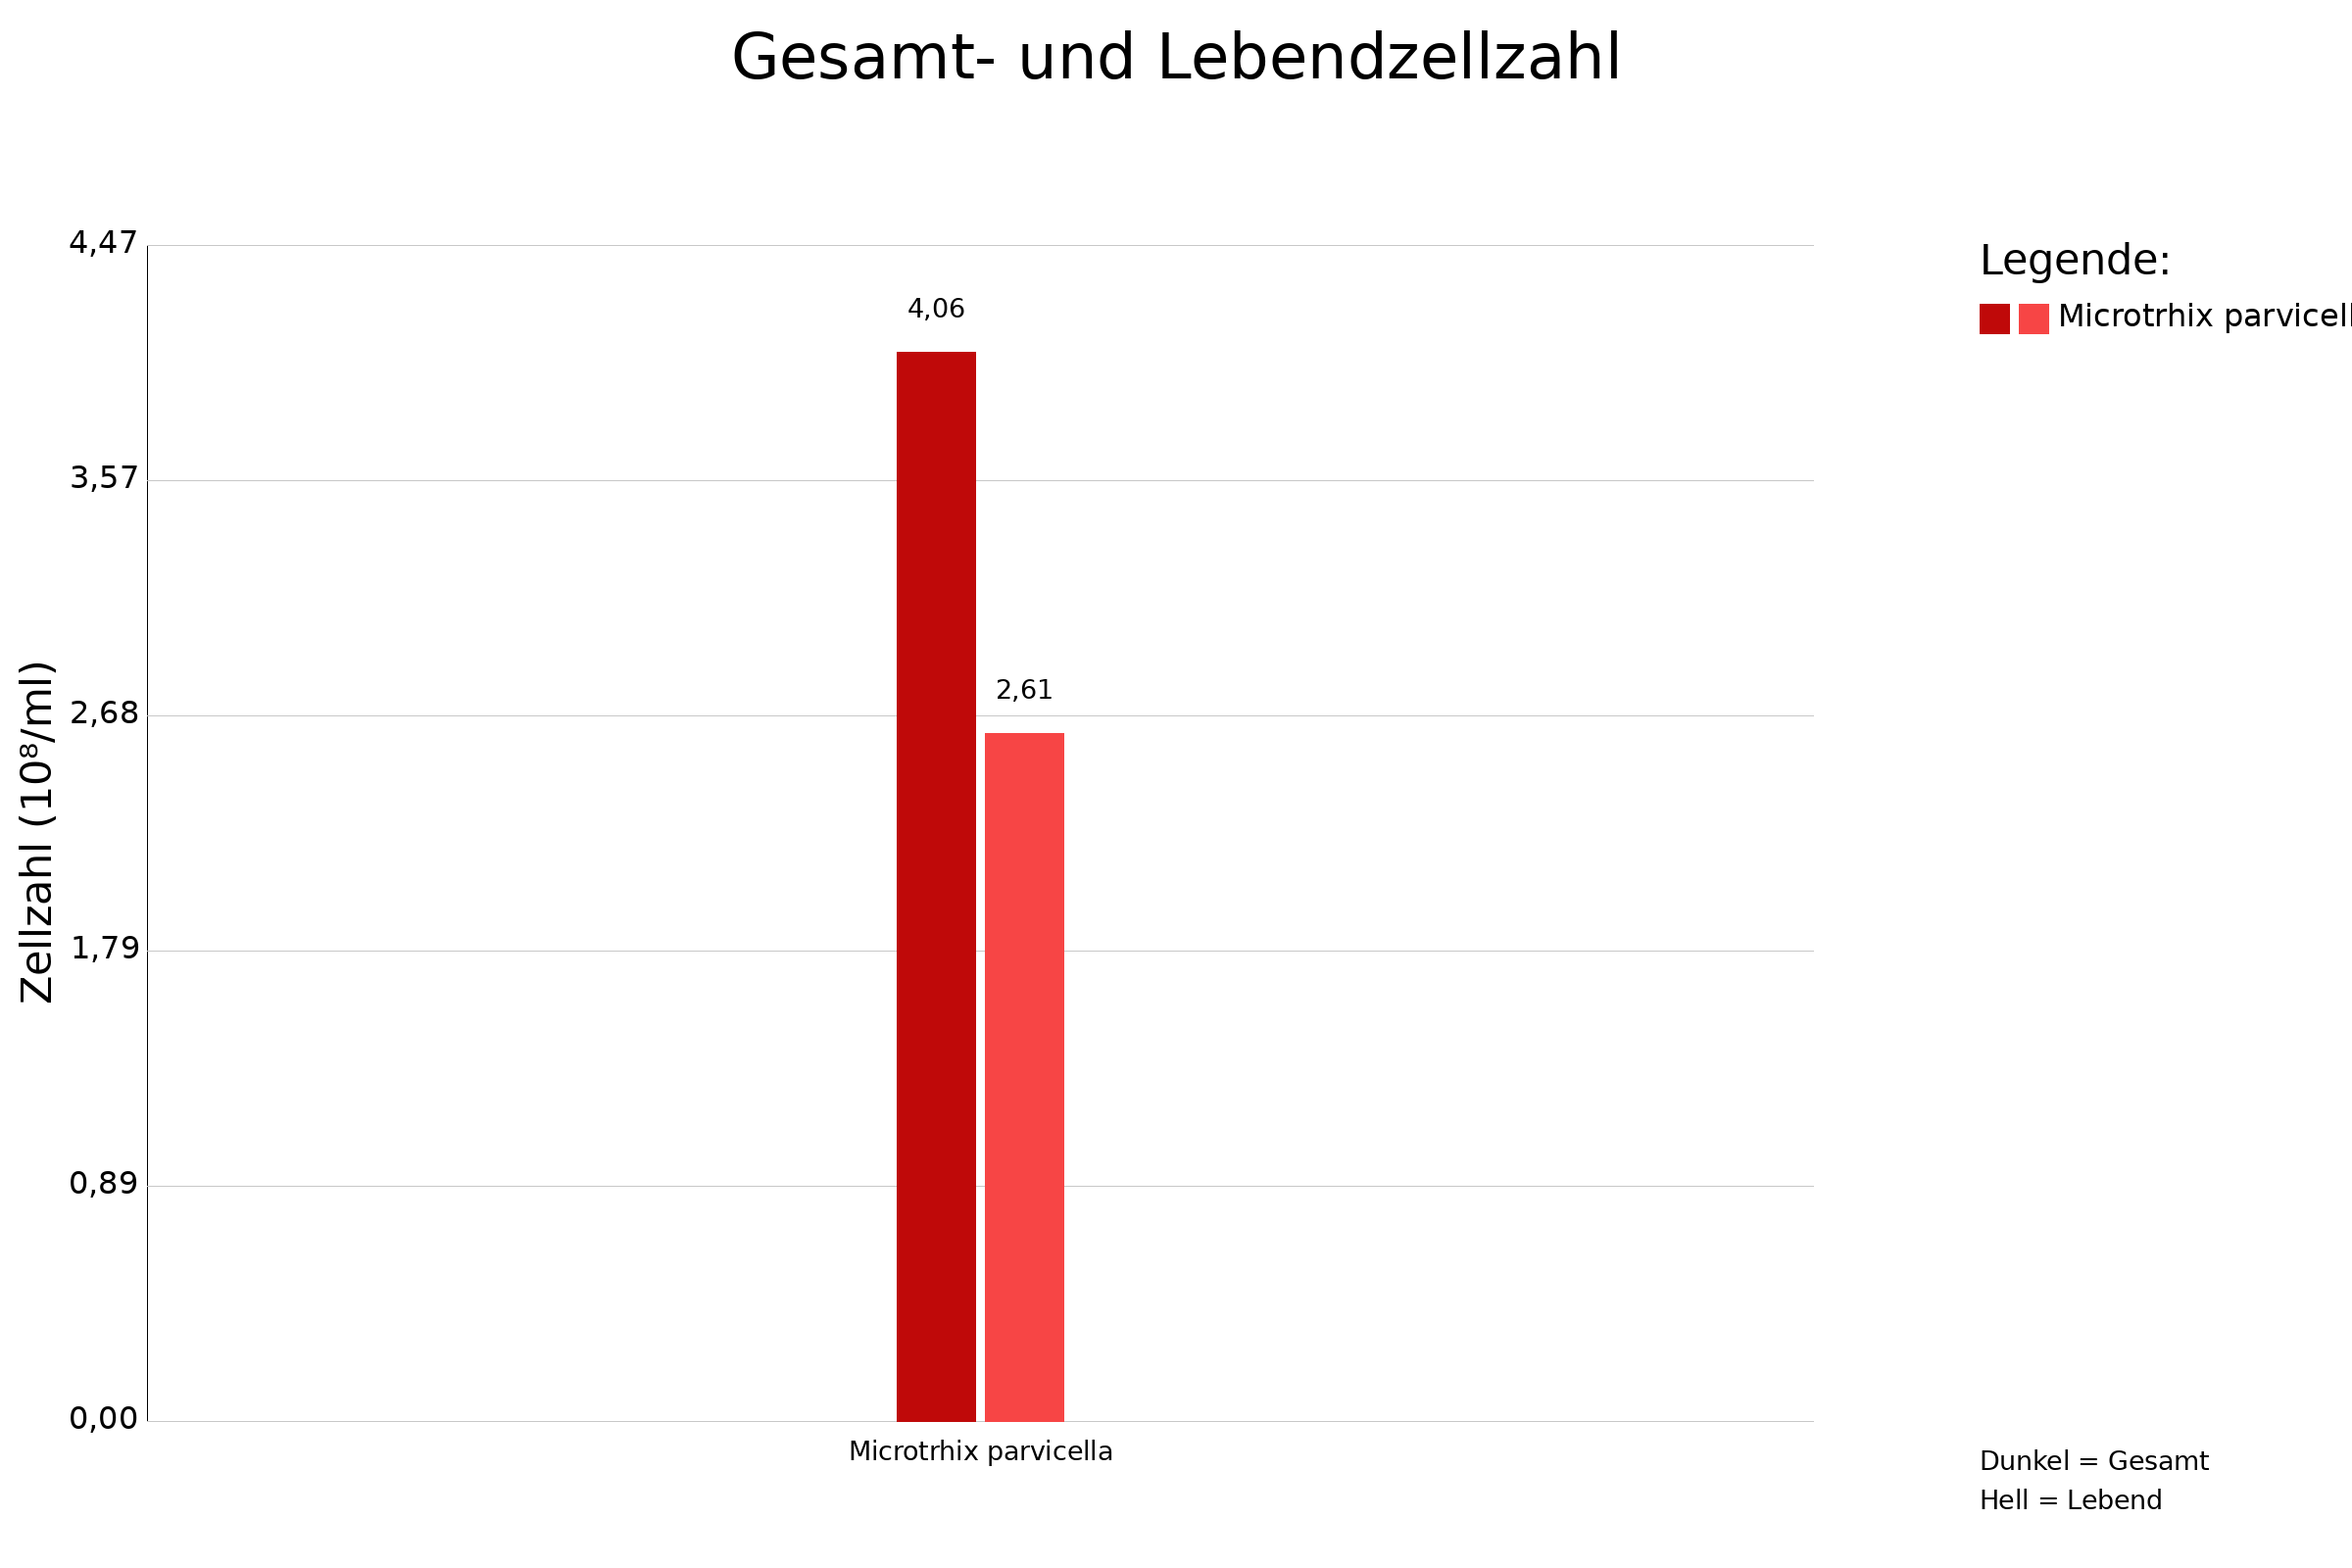 Gesamt- und Lebendzellzahl
4,47
3,57
2,68
1,79
0,89
0,00
Zellzahl (10⁸/ml)
4,06
2,61
Microtrhix parvicella
Legende:
Microtrhix parvicell
Dunkel = Gesamt
Hell = Lebend